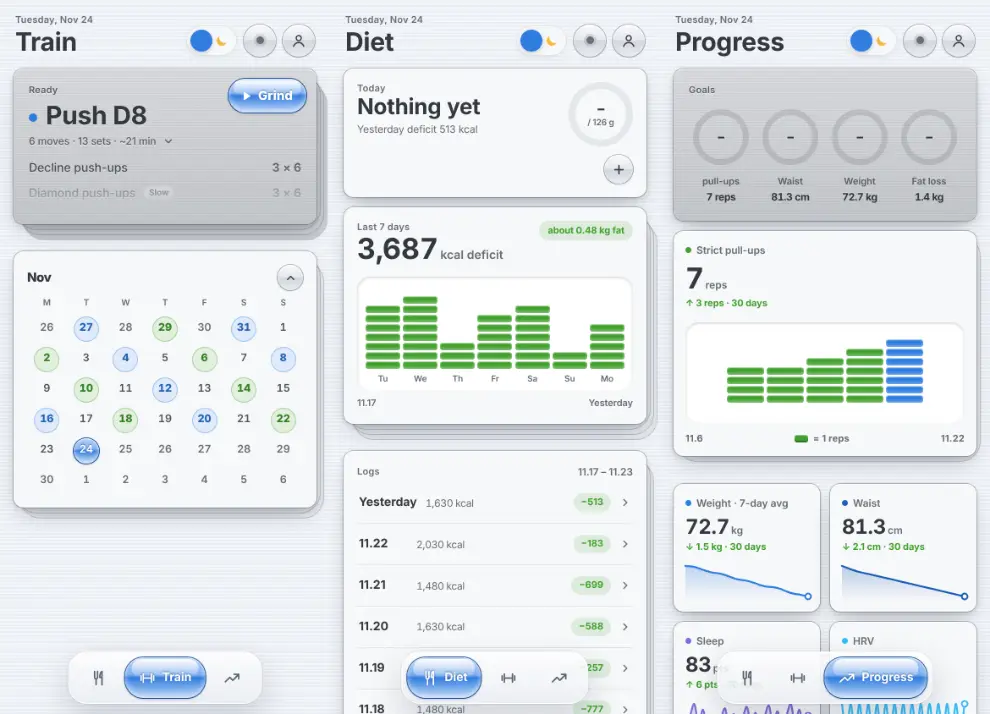 Tuesday, Nov 24
Train
Ready
Grind
Push D8
6 moves · 13 sets · ~21 min
Decline push-ups 3 × 6
Diamond push-ups Slow 3 × 6
Nov
M T W T F S S
26 27 28 29 30 31 1
2 3 4 5 6 7 8
9 10 11 12 13 14 15
16 17 18 19 20 21 22
23 24 25 26 27 28 29
30 1 2 3 4 5 6
Train
Tuesday, Nov 24
Diet
Today
Nothing yet
Yesterday deficit 513 kcal
-
/ 126 g
Last 7 days
about 0.48 kg fat
3,687 kcal deficit
Tu We Th Fr Sa Su Mo
11.17 Yesterday
Logs 11.17 – 11.23
Yesterday 1,630 kcal −513
11.22 2,030 kcal −183
11.21 1,480 kcal −699
11.20 1,630 kcal −588
11.19 257
11.18 1,480 kcal −777
Diet
Tuesday, Nov 24
Progress
Goals
- - - -
pull-ups Waist Weight Fat loss
7 reps 81.3 cm 72.7 kg 1.4 kg
Strict pull-ups
7 reps
↑ 3 reps · 30 days
11.6 = 1 reps 11.22
Weight · 7-day avg
72.7 kg
↓ 1.5 kg · 30 days
Waist
81.3 cm
↓ 2.1 cm · 30 days
Sleep
83
↑ 6 pts
HRV
Progress